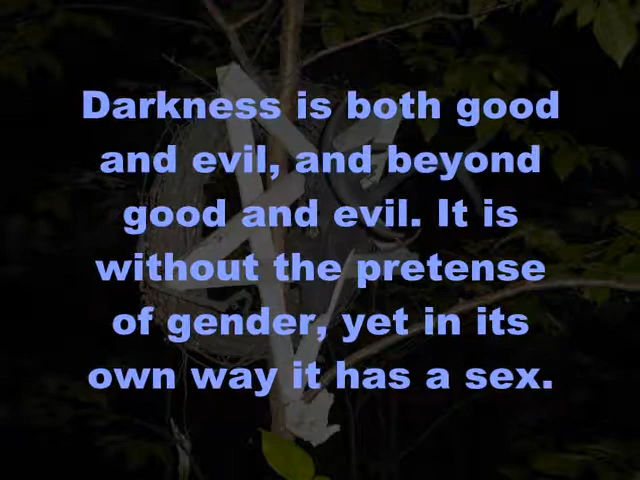 Darkness is both good
and evil, and beyond
good and evil. It is
without the pretense
of gender, yet in its
own way it has a sex.